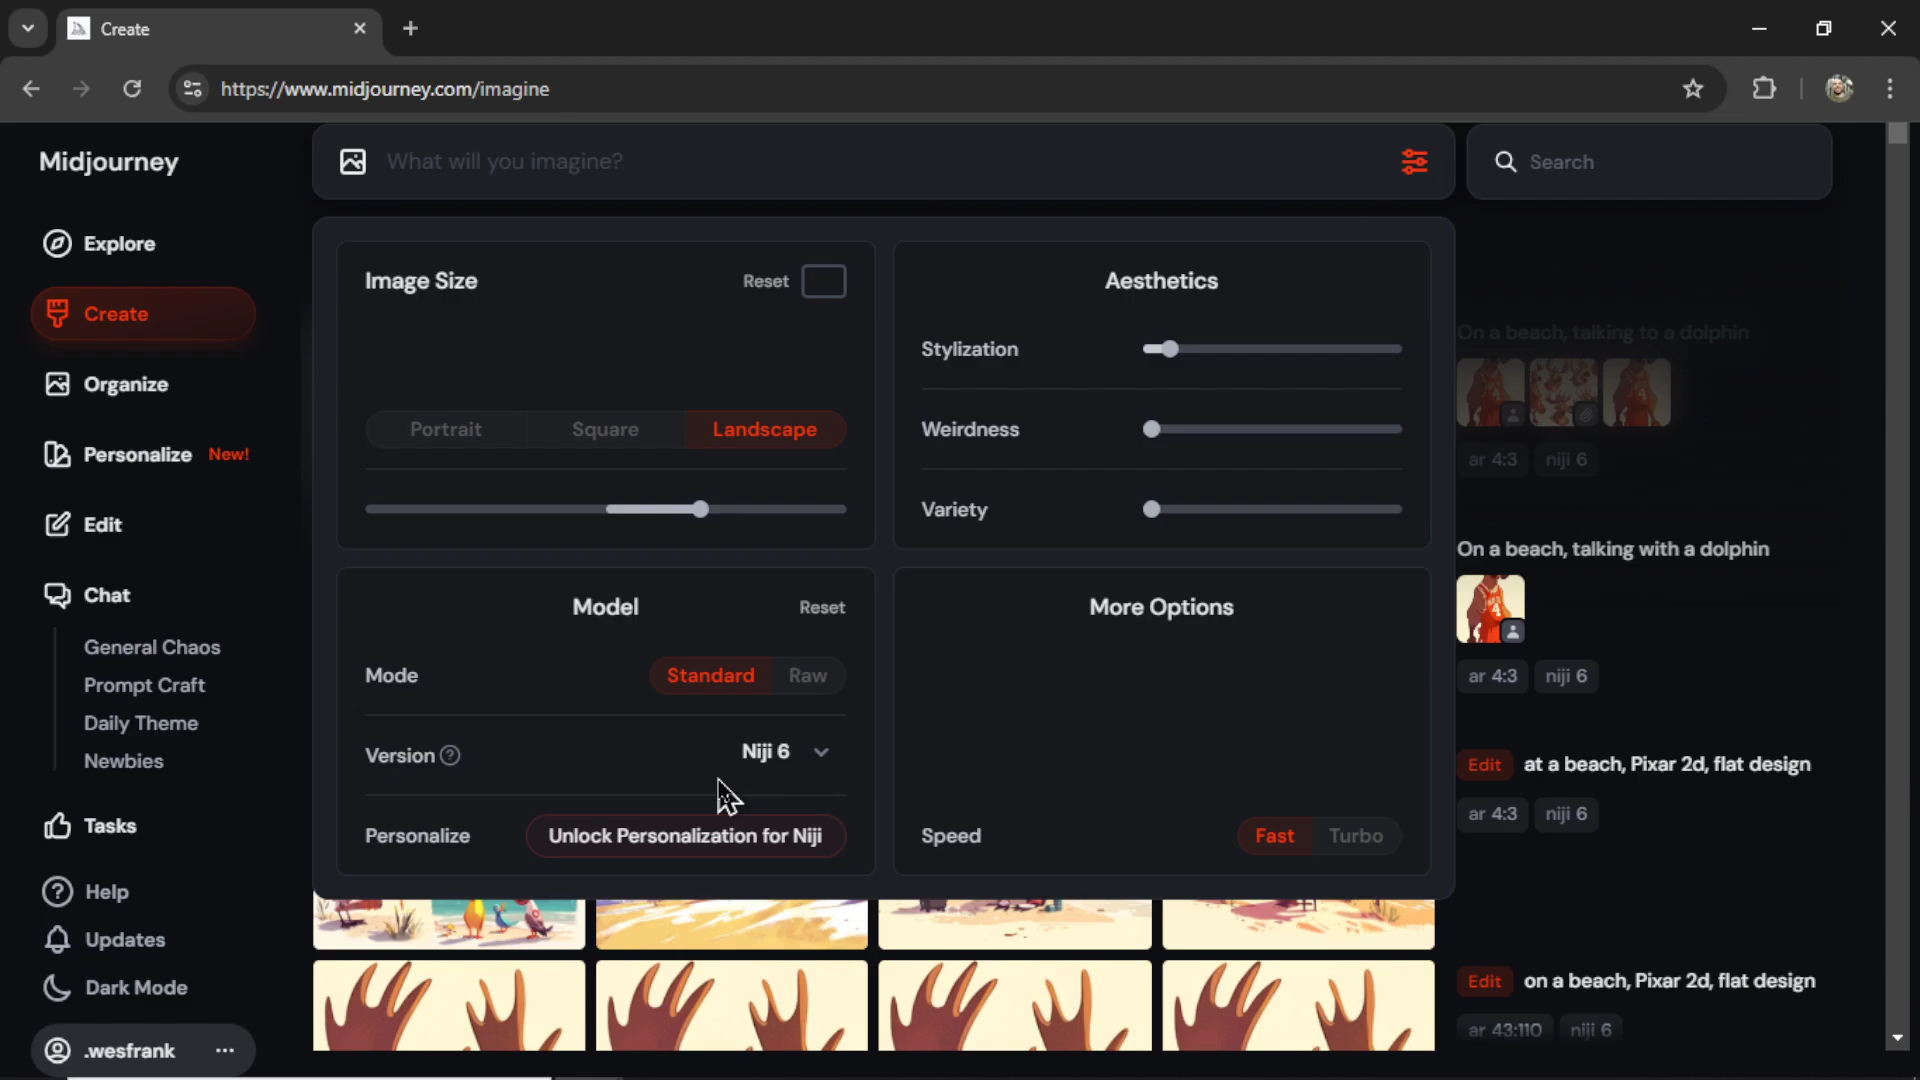 Create
https://www.midjourney.com/imagine
Midjourney
What will you imagine?
Search
Explore
Create
Organize
Personalize New!
Edit
Chat
General Chaos
Prompt Craft
Daily Theme
Newbies
Tasks
Help
Updates
Dark Mode
.wesfrank
Image Size
Reset
Portrait
Square
Landscape
Aesthetics
Stylization
Weirdness
Variety
Model
Reset
Mode
Standard
Raw
Version
Niji 6
Personalize
Unlock Personalization for Niji
More Options
Speed
Fast
Turbo
On a beach, talking to a dolphin
ar 4:3
niji 6
On a beach, talking with a dolphin
4
ar 4:3
niji 6
Edit at a beach, Pixar 2d, flat design
ar 4:3
niji 6
Edit on a beach, Pixar 2d, flat design
ar 43:110
niji 6